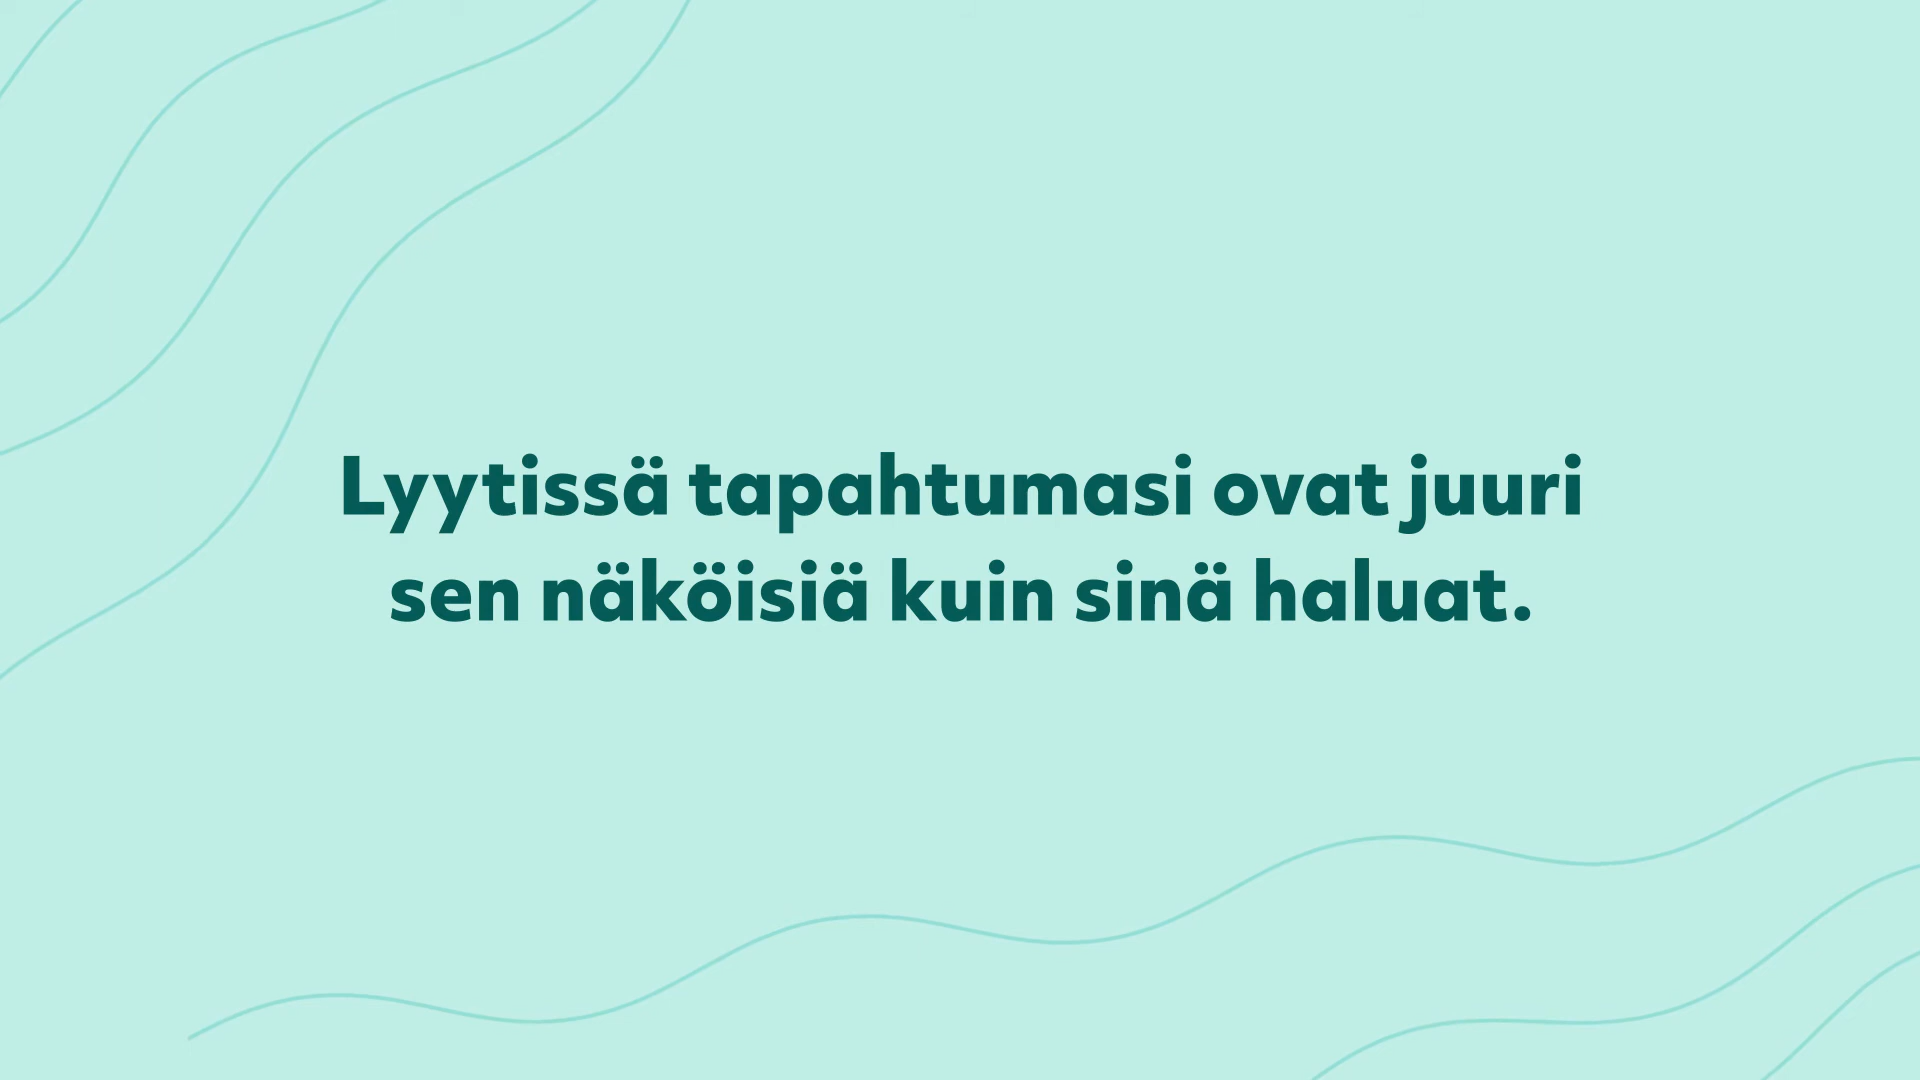 Lyytissä tapahtumasi ovat juuri
sen näköisiä kuin sinä haluat.